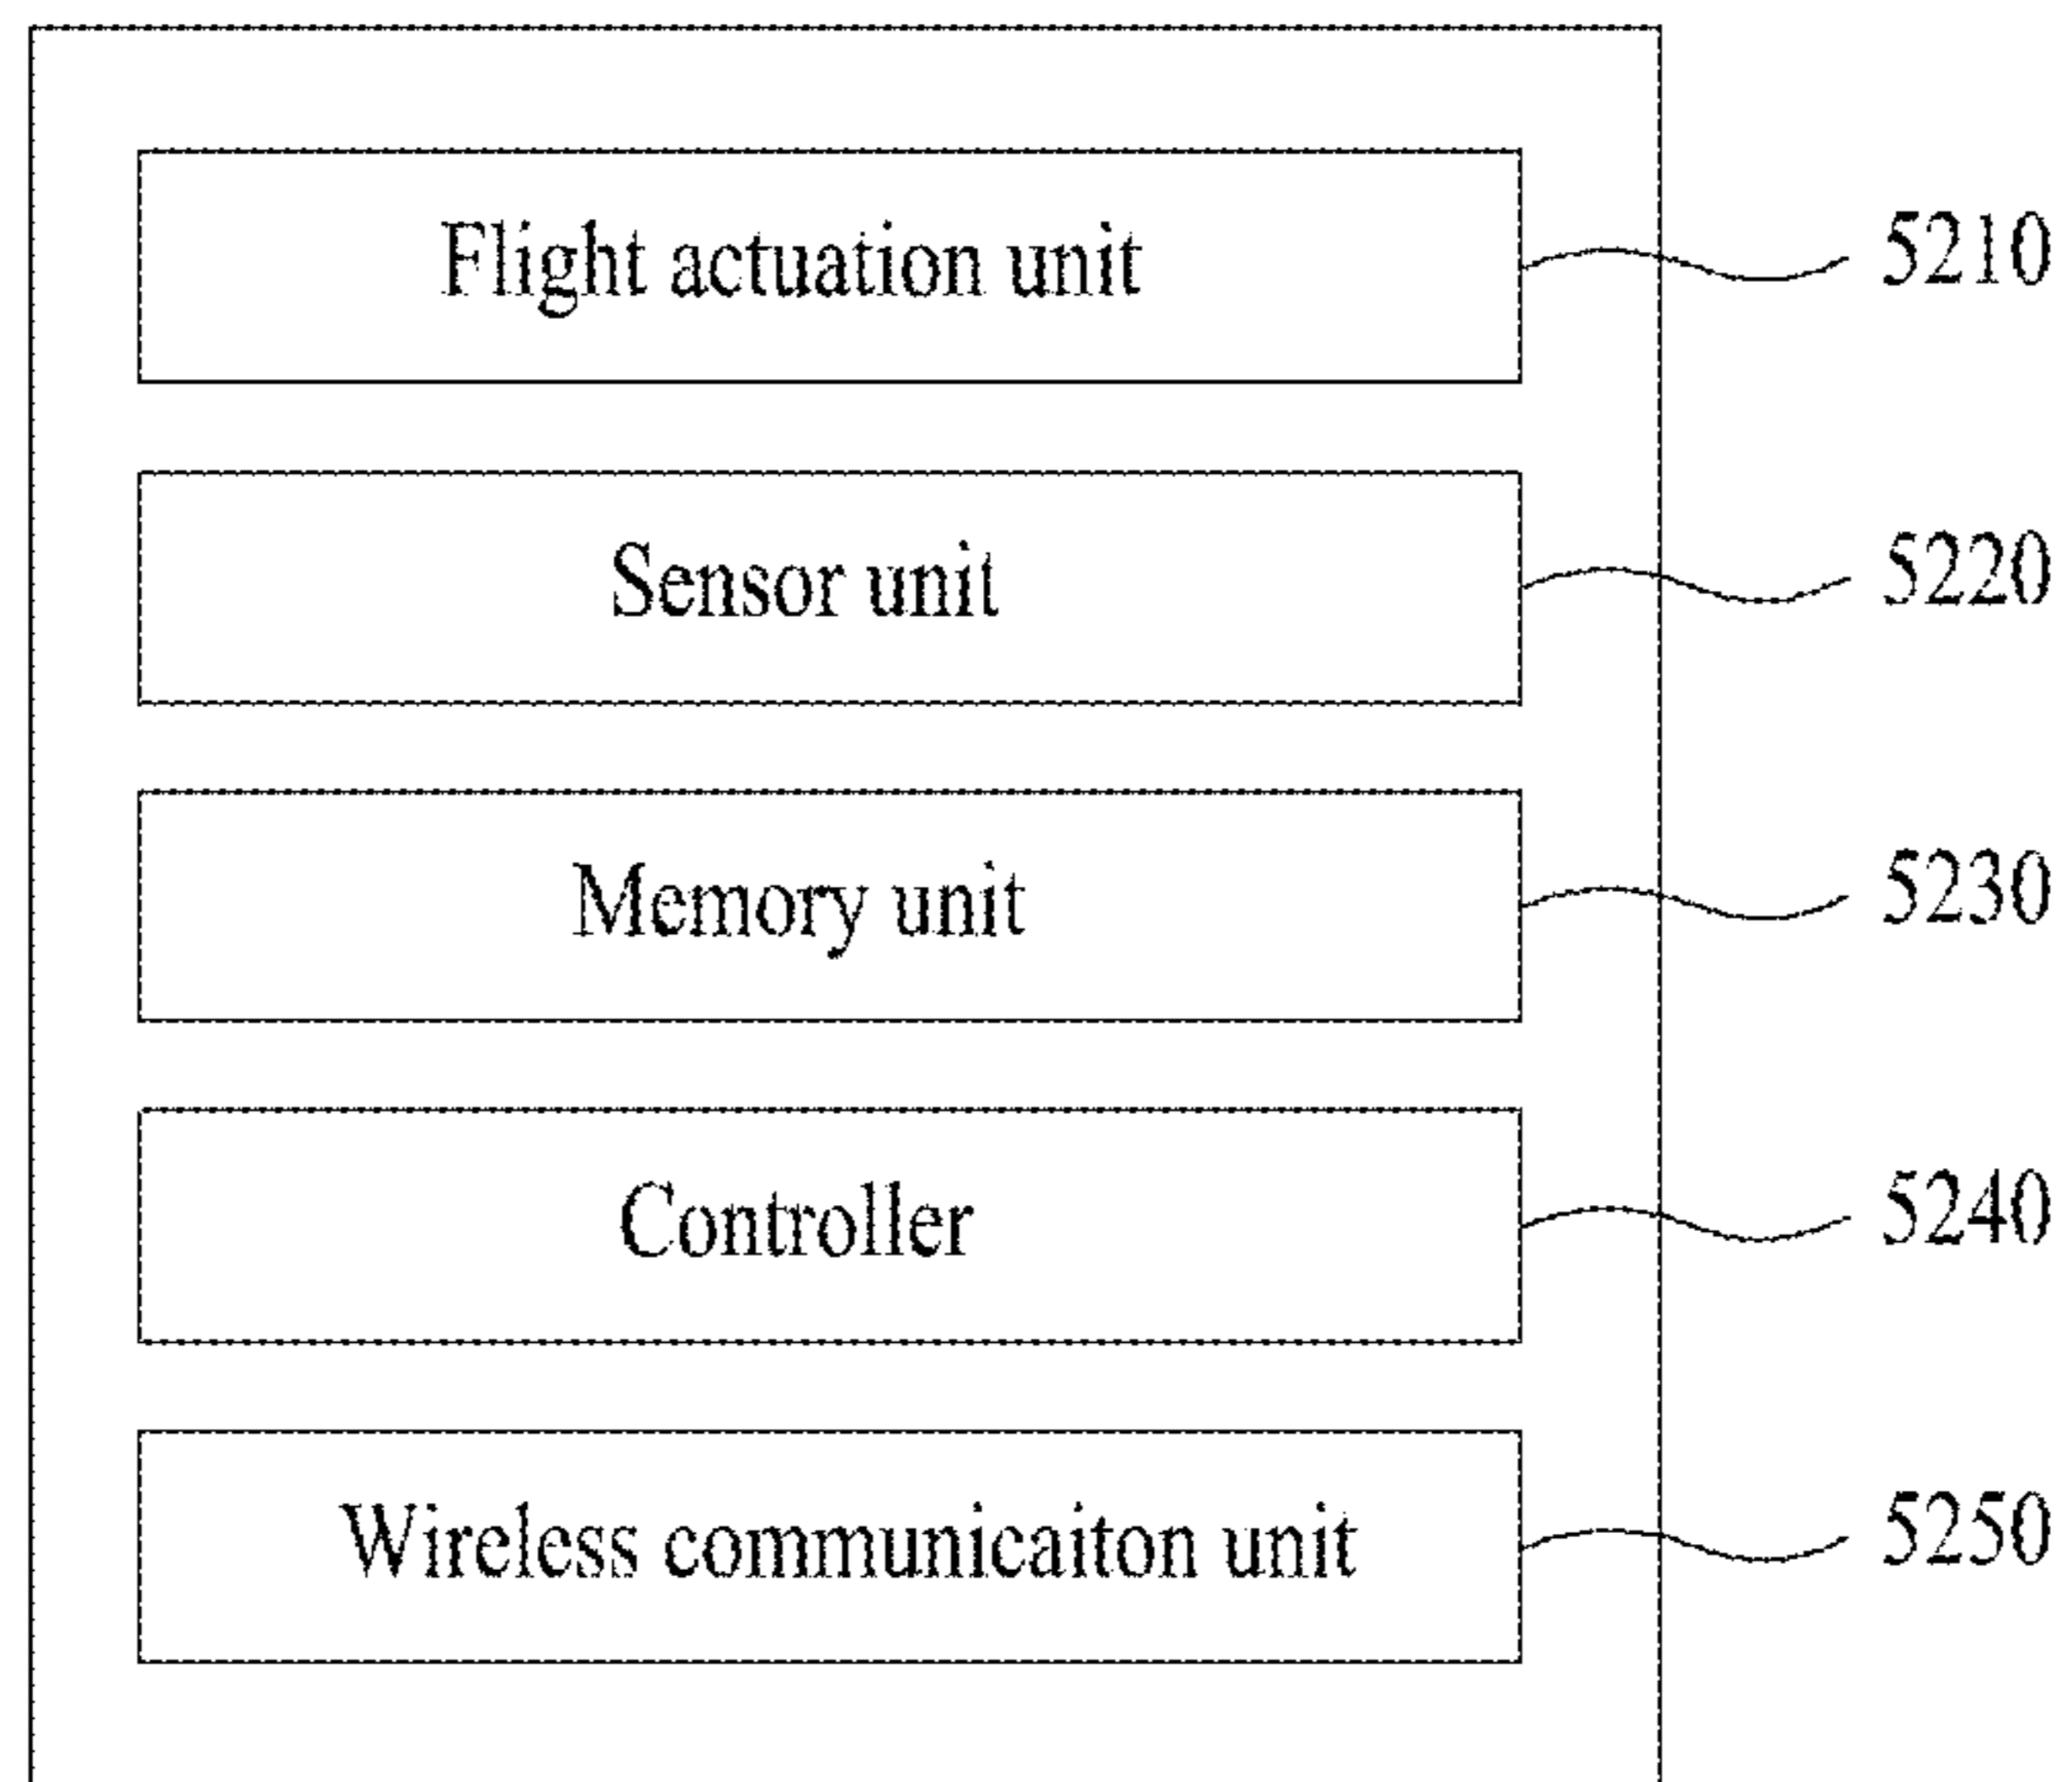 Flight actuation unit 5210
Sensor unit 5220
Memory unit 5230
Controller 5240
Wireless communicaiton unit 5250